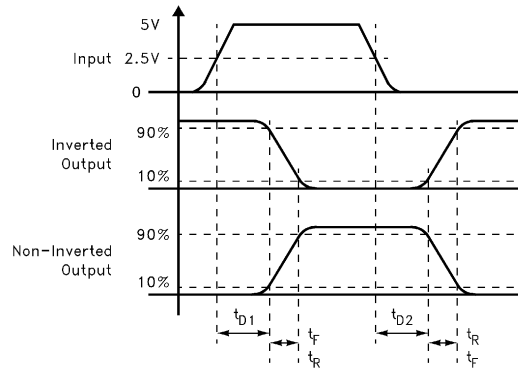 5V
Input 2.5V
0
Inverted
Output
90%
10%
Non-Inverted
Output
90%
10%
tD1
tF
tR
tD2
tR
tF